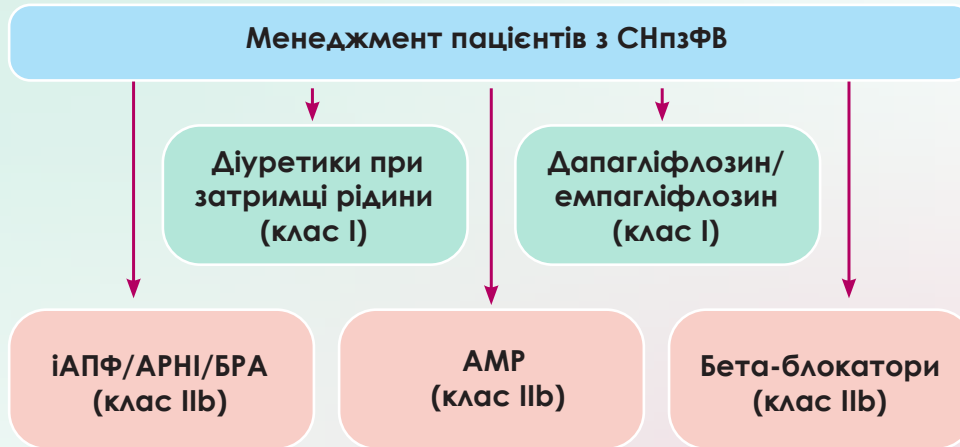 Менеджмент пацієнтів з СНпзФВ
Діуретики при
затримці рідини
(клас I)
Дапагліфлозин/
емпагліфлозин
(клас I)
іАПФ/АРНІ/БРА
(клас IIb)
АМР
(клас IIb)
Бета-блокатори
(клас IIb)